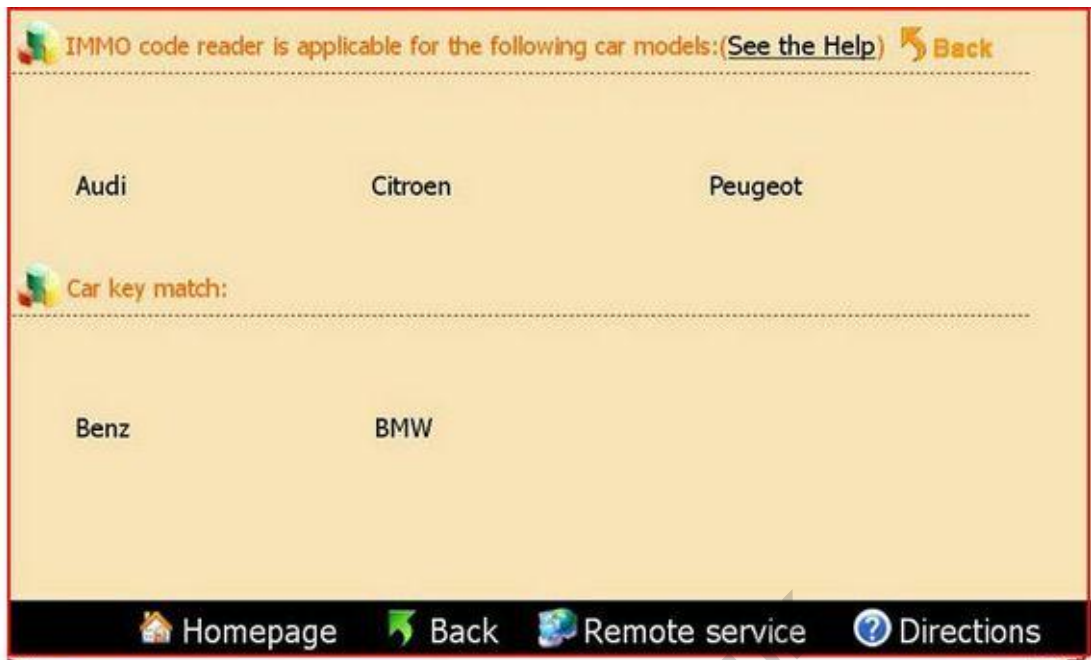 IMMO code reader is applicable for the following car models:(See the Help) Back
Audi Citroen Peugeot
Car key match:
Benz BMW
Homepage Back Remote service Directions